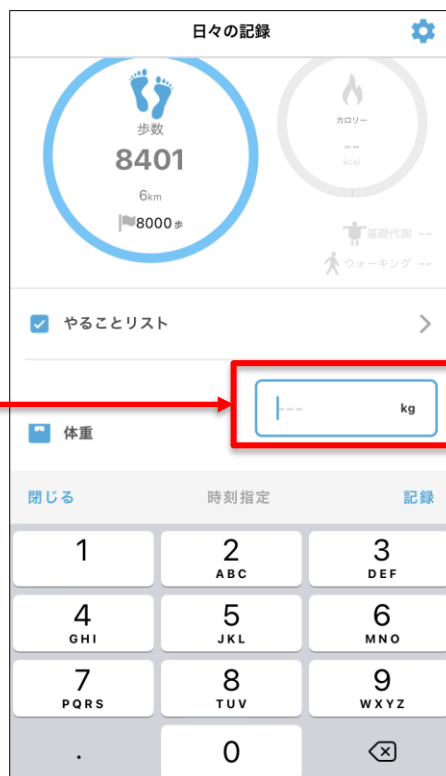 日々の記録
歩数
8401
6km
8000歩
カロリー
--
kcal
基礎代謝 --
ウォーキング --
やることリスト
体重
--- kg
閉じる 時刻指定 記録
1 2 3
ABC DEF
4 5 6
GHI JKL MNO
7 8 9
PQRS TUV WXYZ
. 0